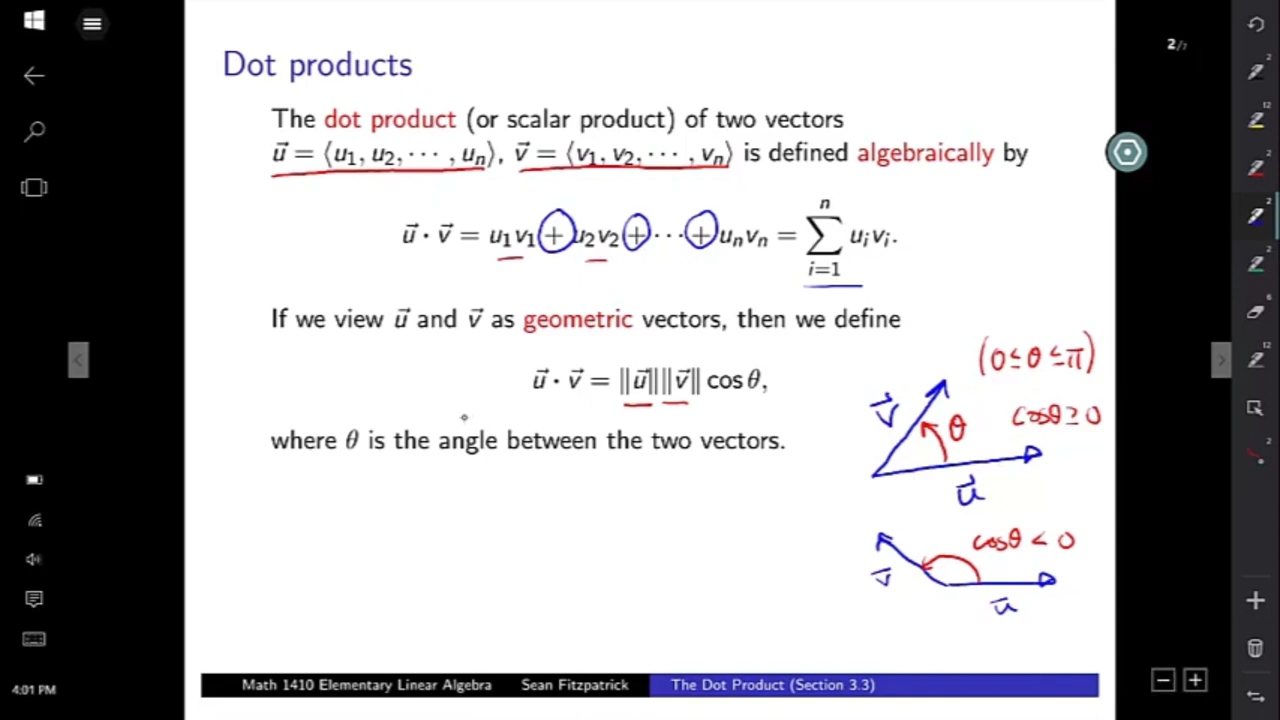 2/7
Dot products
The dot product (or scalar product) of two vectors
u⃗ = ⟨u₁, u₂, ⋯ , uₙ⟩, v⃗ = ⟨v₁, v₂, ⋯ , vₙ⟩ is defined algebraically by
u⃗ · v⃗ = u₁v₁ + u₂v₂ + ⋯ + uₙvₙ = ∑ᵢ₌₁ⁿ uᵢvᵢ.
If we view u⃗ and v⃗ as geometric vectors, then we define
(0 ≤ θ ≤ π)
u⃗ · v⃗ = ‖u⃗‖‖v⃗‖ cos θ,
v⃗ θ cosθ ≥ 0
where θ is the angle between the two vectors.
u⃗
cosθ < 0
v⃗
u⃗
4:01 PM
Math 1410 Elementary Linear Algebra Sean Fitzpatrick The Dot Product (Section 3.3)